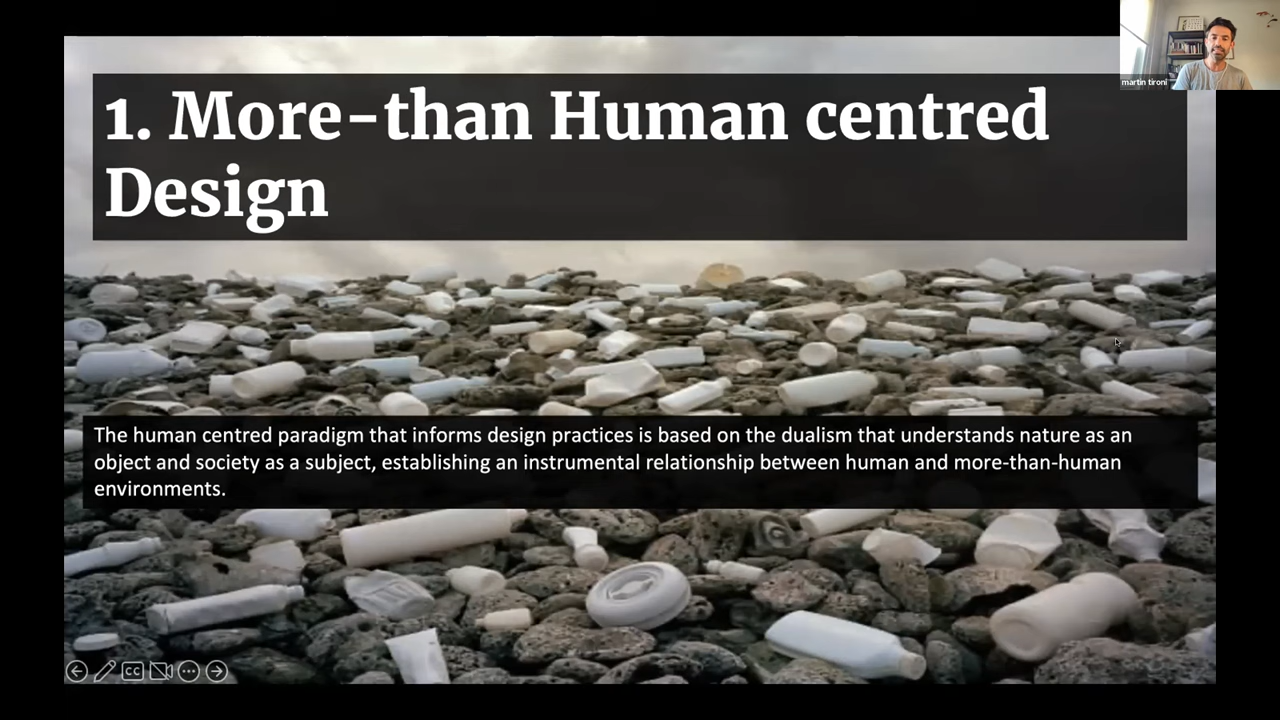 martin tironi
1. More-than Human centred
Design
The human centred paradigm that informs design practices is based on the dualism that understands nature as an
object and society as a subject, establishing an instrumental relationship between human and more-than-human
environments.
CC